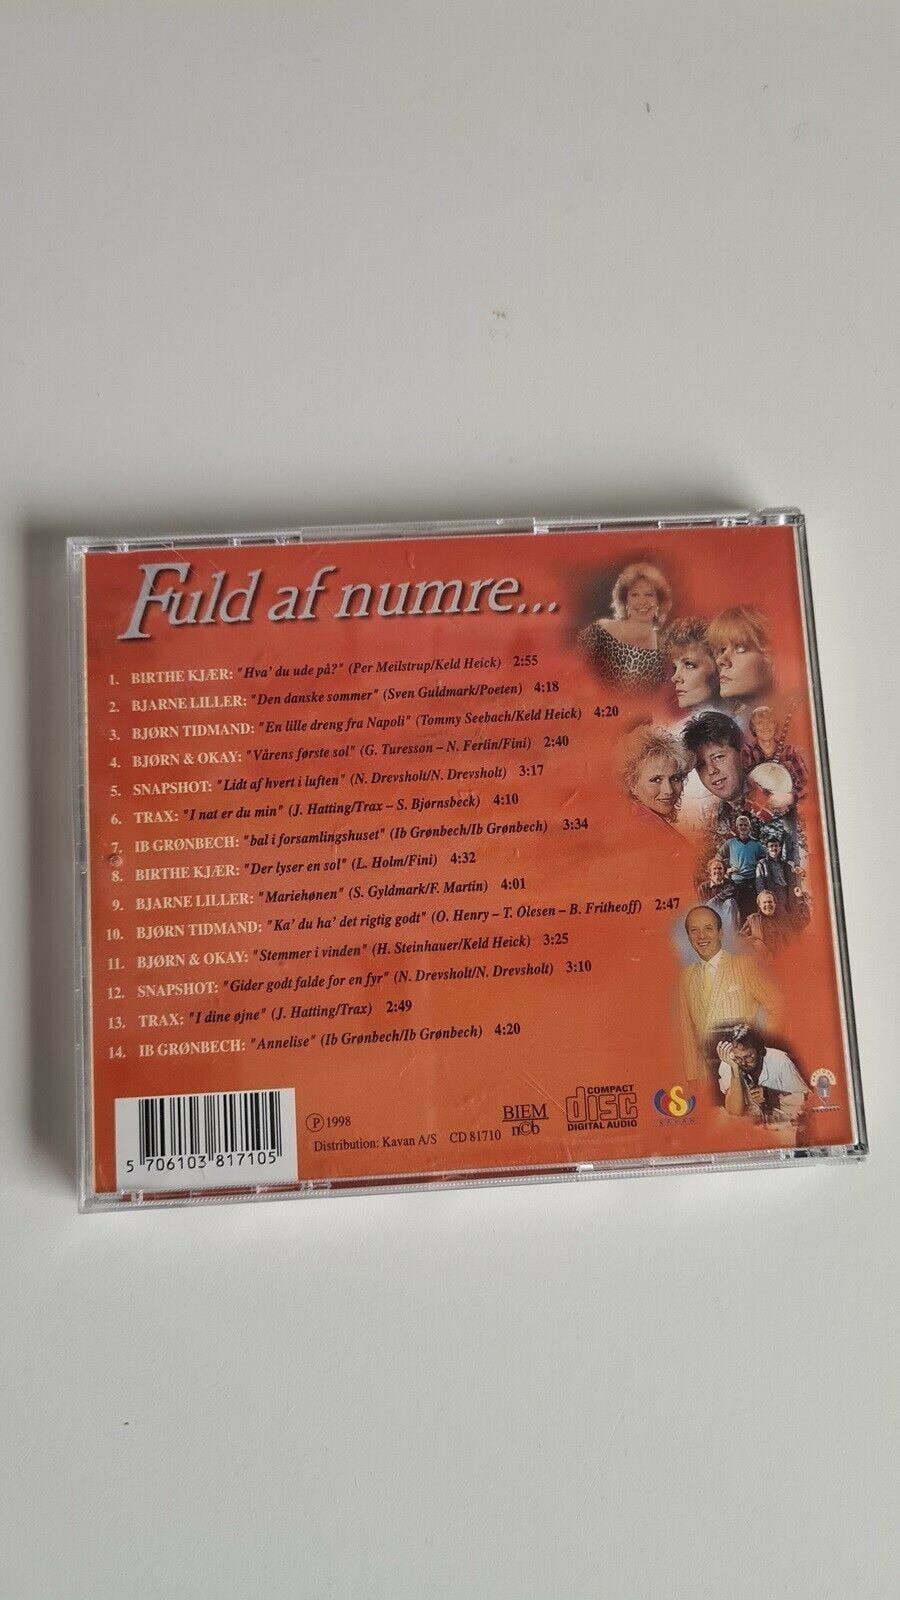 Fuld af numre...
1. BIRTHE KJÆR: "Hva' du ude på?" (Per Meilstrup/Keld Heick) 2:55
2. BJARNE LILLER: "Den danske sommer" (Sven Guldmark/Poeten) 4:18
3. BJØRN TIDMAND: "En lille dreng fra Napoli" (Tommy Seebach/Keld Heick) 4:20
4. BJØRN & OKAY: "Vårens første sol" (G. Turesson – N. Ferlin/Fini) 2:40
5. SNAPSHOT: "Lidt af hvert i luften" (N. Drevsholt/N. Drevsholt) 3:17
6. TRAX: "I nat er du min" (J. Hatting/Trax – S. Bjørnsbeck) 4:10
7. IB GRØNBECH: "bal i forsamlingshuset" (Ib Grønbech/Ib Grønbech) 3:34
8. BIRTHE KJÆR: "Der lyser en sol" (L. Holm/Fini) 4:32
9. BJARNE LILLER: "Mariehønen" (S. Gyldmark/F. Martin) 4:01
10. BJØRN TIDMAND: "Ka' du ha' det rigtig godt" (O. Henry – T. Olesen – B. Fritheoff) 2:47
11. BJØRN & OKAY: "Stemmer i vinden" (H. Steinhauer/Keld Heick) 3:25
12. SNAPSHOT: "Gider godt falde for en fyr" (N. Drevsholt/N. Drevsholt) 3:10
13. TRAX: "I dine øjne" (J. Hatting/Trax) 2:49
14. IB GRØNBECH: "Annelise" (Ib Grønbech/Ib Grønbech) 4:20
5 706103 817105
Ⓟ 1998
Distribution: Kavan A/S CD 81710
BIEM
n©b
COMPACT
disc
DIGITAL AUDIO
S
KAVAN